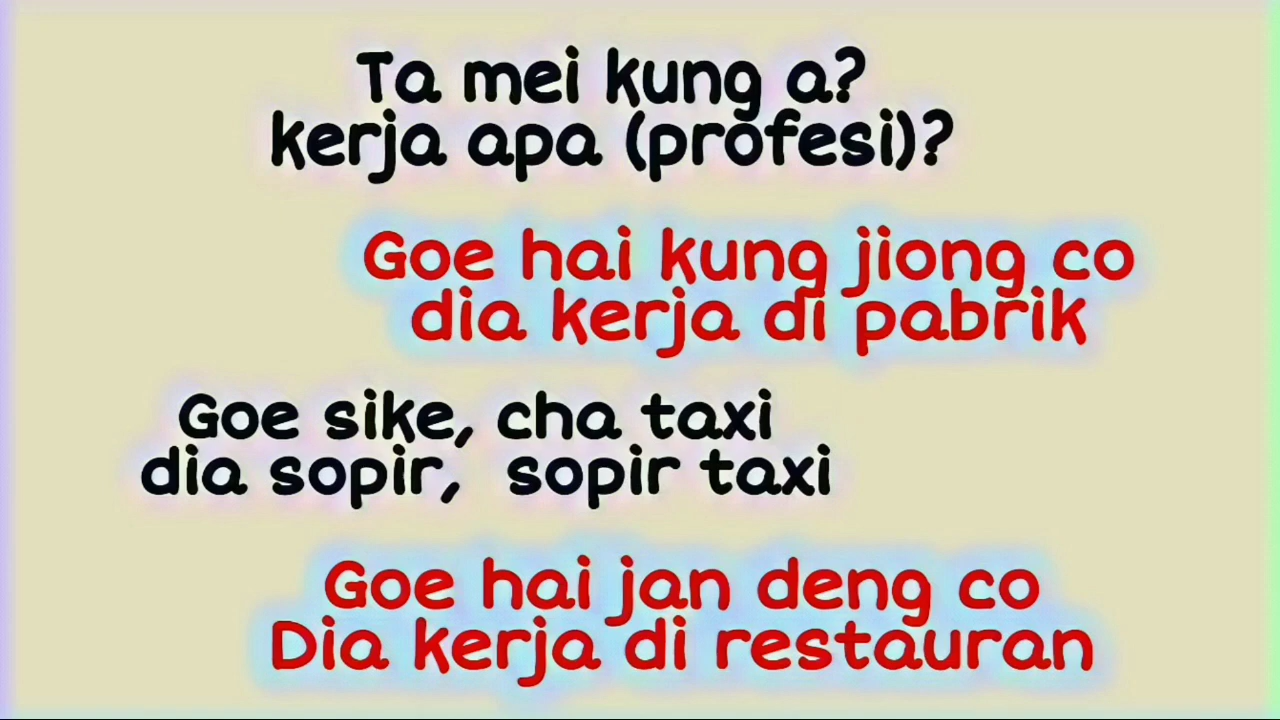 Ta mei kung a?
kerja apa (profesi)?
Goe hai kung jiong co
dia kerja di pabrik
Goe sike, cha taxi
dia sopir, sopir taxi
Goe hai jan deng co
Dia kerja di restauran